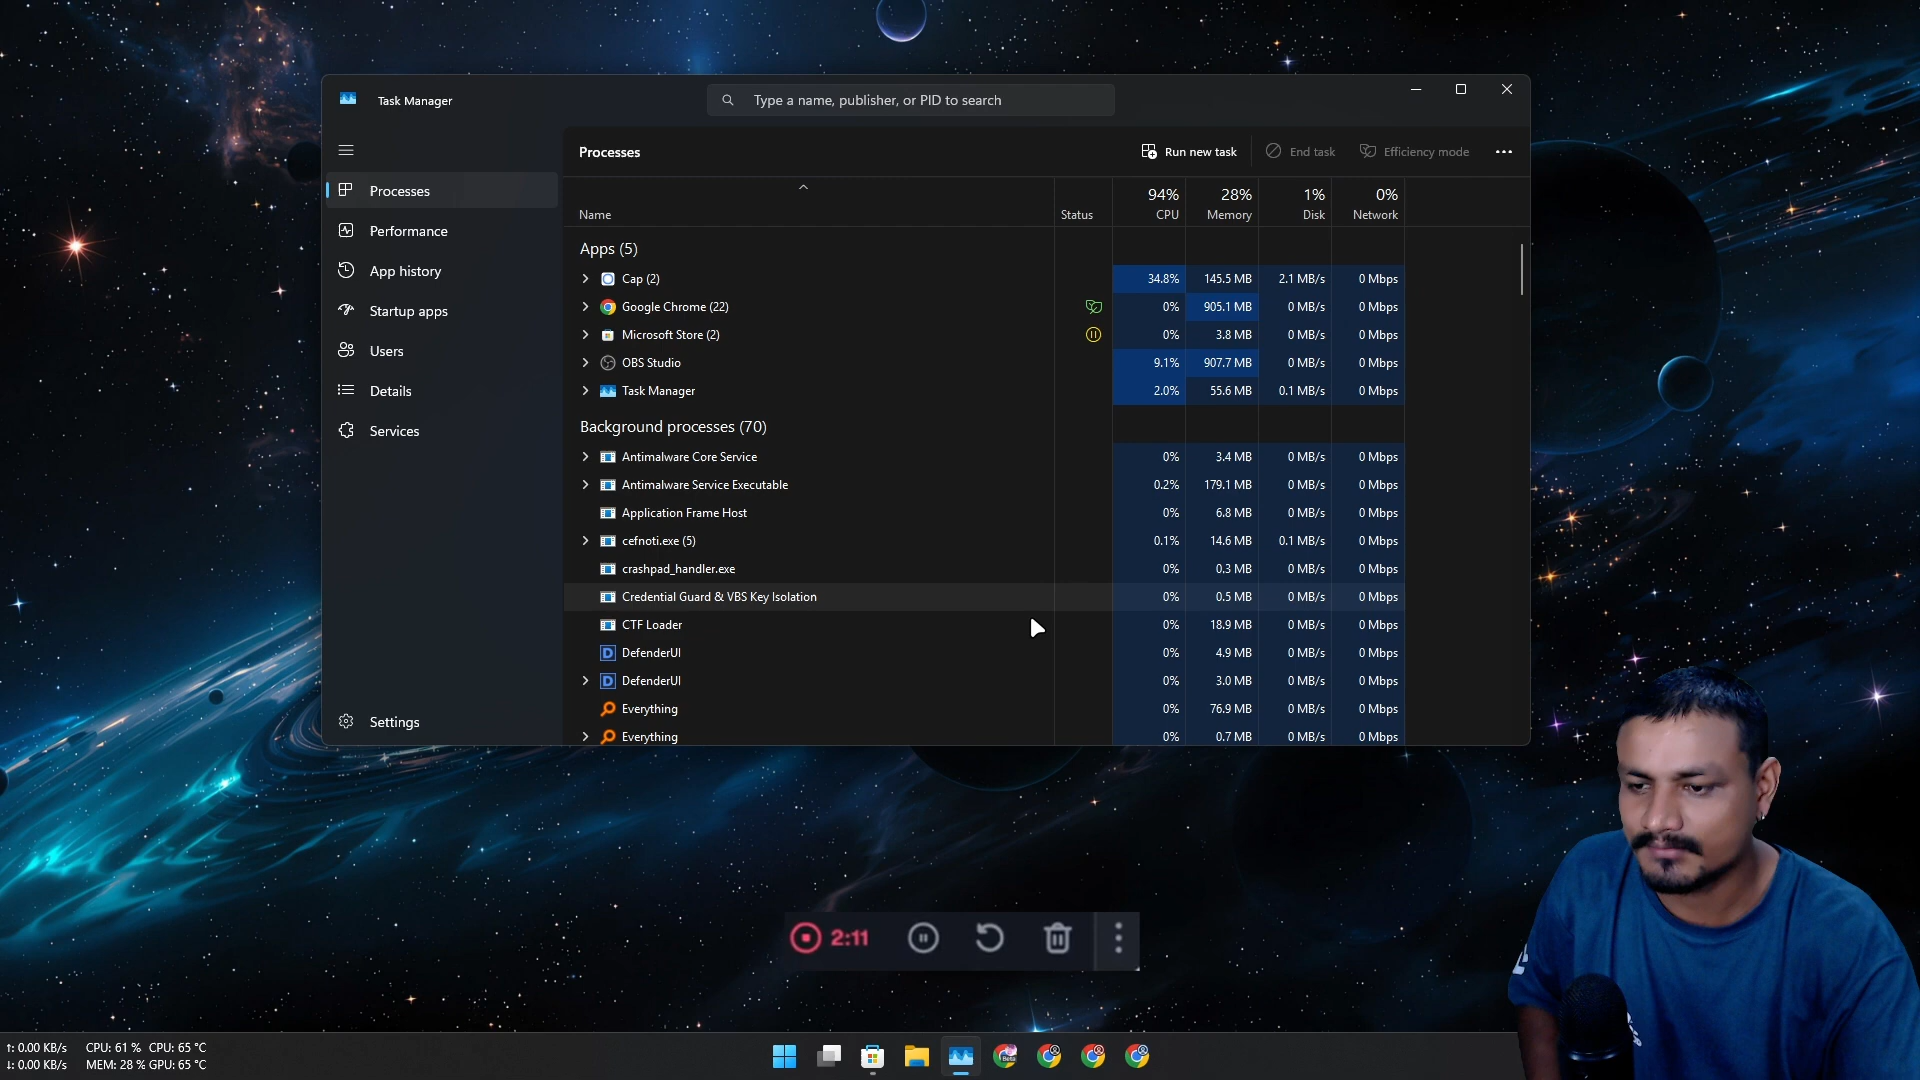 Task Manager
Type a name, publisher, or PID to search
Processes
Performance
App history
Startup apps
Users
Details
Services
Settings
Processes
Run new task
End task
Efficiency mode
Name Status 94% CPU 28% Memory 1% Disk 0% Network
Apps (5)
Cap (2) 34.8% 145.5 MB 2.1 MB/s 0 Mbps
Google Chrome (22) 0% 905.1 MB 0 MB/s 0 Mbps
Microsoft Store (2) 0% 3.8 MB 0 MB/s 0 Mbps
OBS Studio 9.1% 907.7 MB 0 MB/s 0 Mbps
Task Manager 2.0% 55.6 MB 0.1 MB/s 0 Mbps
Background processes (70)
Antimalware Core Service 0% 3.4 MB 0 MB/s 0 Mbps
Antimalware Service Executable 0.2% 179.1 MB 0 MB/s 0 Mbps
Application Frame Host 0% 6.8 MB 0 MB/s 0 Mbps
cefnoti.exe (5) 0.1% 14.6 MB 0.1 MB/s 0 Mbps
crashpad_handler.exe 0% 0.3 MB 0 MB/s 0 Mbps
Credential Guard & VBS Key Isolation 0% 0.5 MB 0 MB/s 0 Mbps
CTF Loader 0% 18.9 MB 0 MB/s 0 Mbps
DefenderUI 0% 4.9 MB 0 MB/s 0 Mbps
DefenderUI 0% 3.0 MB 0 MB/s 0 Mbps
Everything 0% 76.9 MB 0 MB/s 0 Mbps
Everything 0% 0.7 MB 0 MB/s 0 Mbps
2:11
↑: 0.00 KB/s CPU: 61 % CPU: 65 °C
↓: 0.00 KB/s MEM: 28 % GPU: 65 °C
Beta